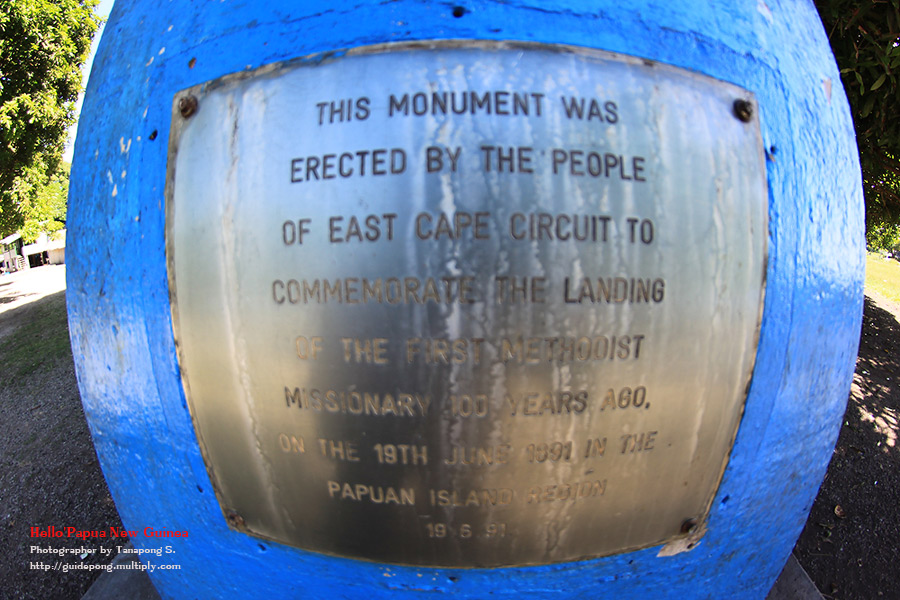 THIS MONUMENT WAS
ERECTED BY THE PEOPLE
OF EAST CAPE CIRCUIT TO
COMMEMORATE THE LANDING
OF THE FIRST METHODIST
MISSIONARY 100 YEARS AGO.
ON THE 19TH JUNE 1991 IN THE
PAPUAN ISLAND REGION
19.6.91
Hello'Papua New Guinea
Photographer by Tanapong S.
http://guidepong.multiply.com